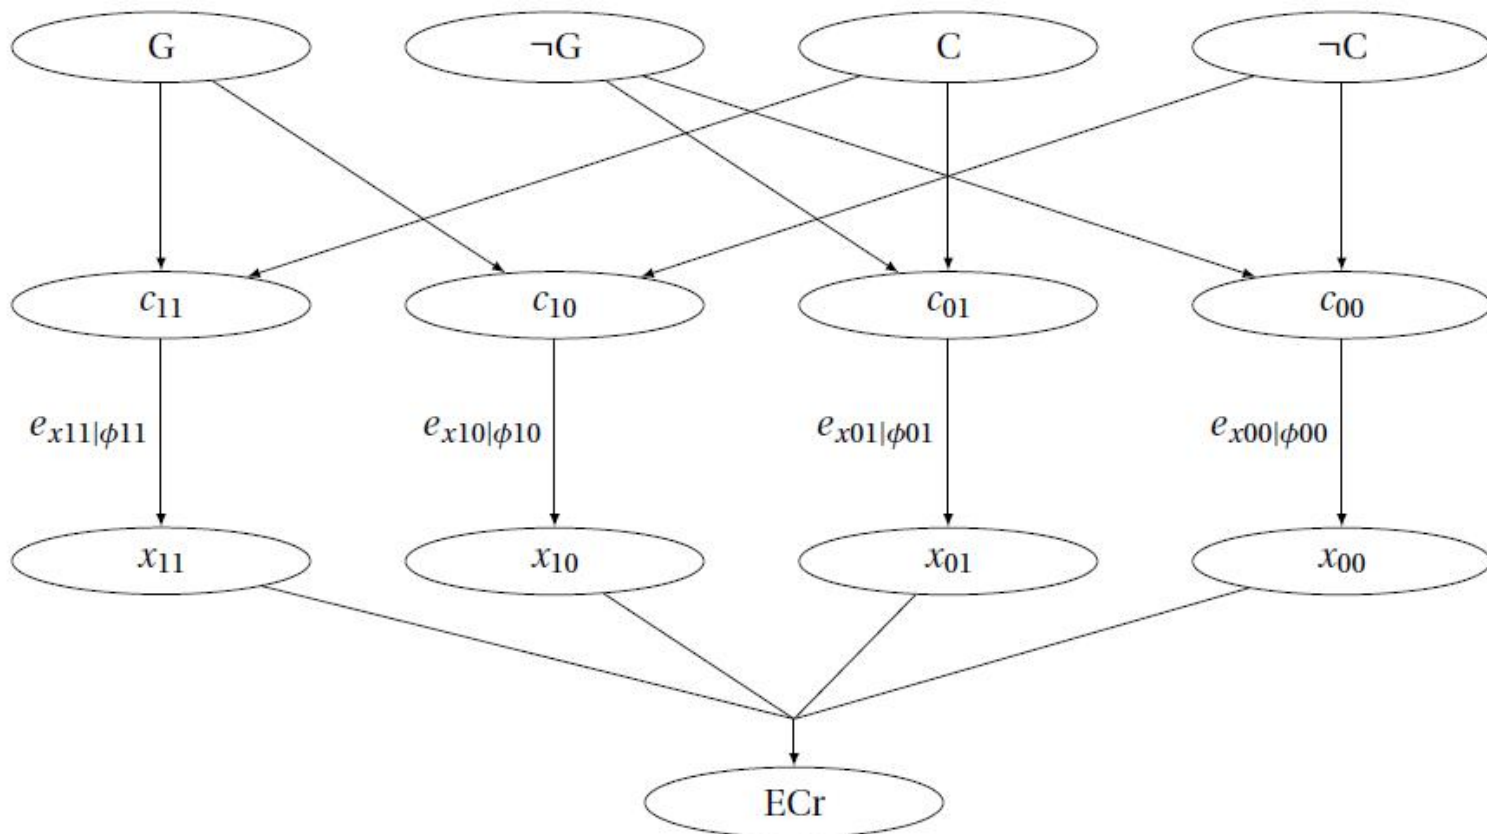 G ¬G C ¬C
c₁₁ c₁₀ c₀₁ c₀₀
eₓ₁₁|ϕ₁₁ eₓ₁₀|ϕ₁₀ eₓ₀₁|ϕ₀₁ eₓ₀₀|ϕ₀₀
x₁₁ x₁₀ x₀₁ x₀₀
ECr